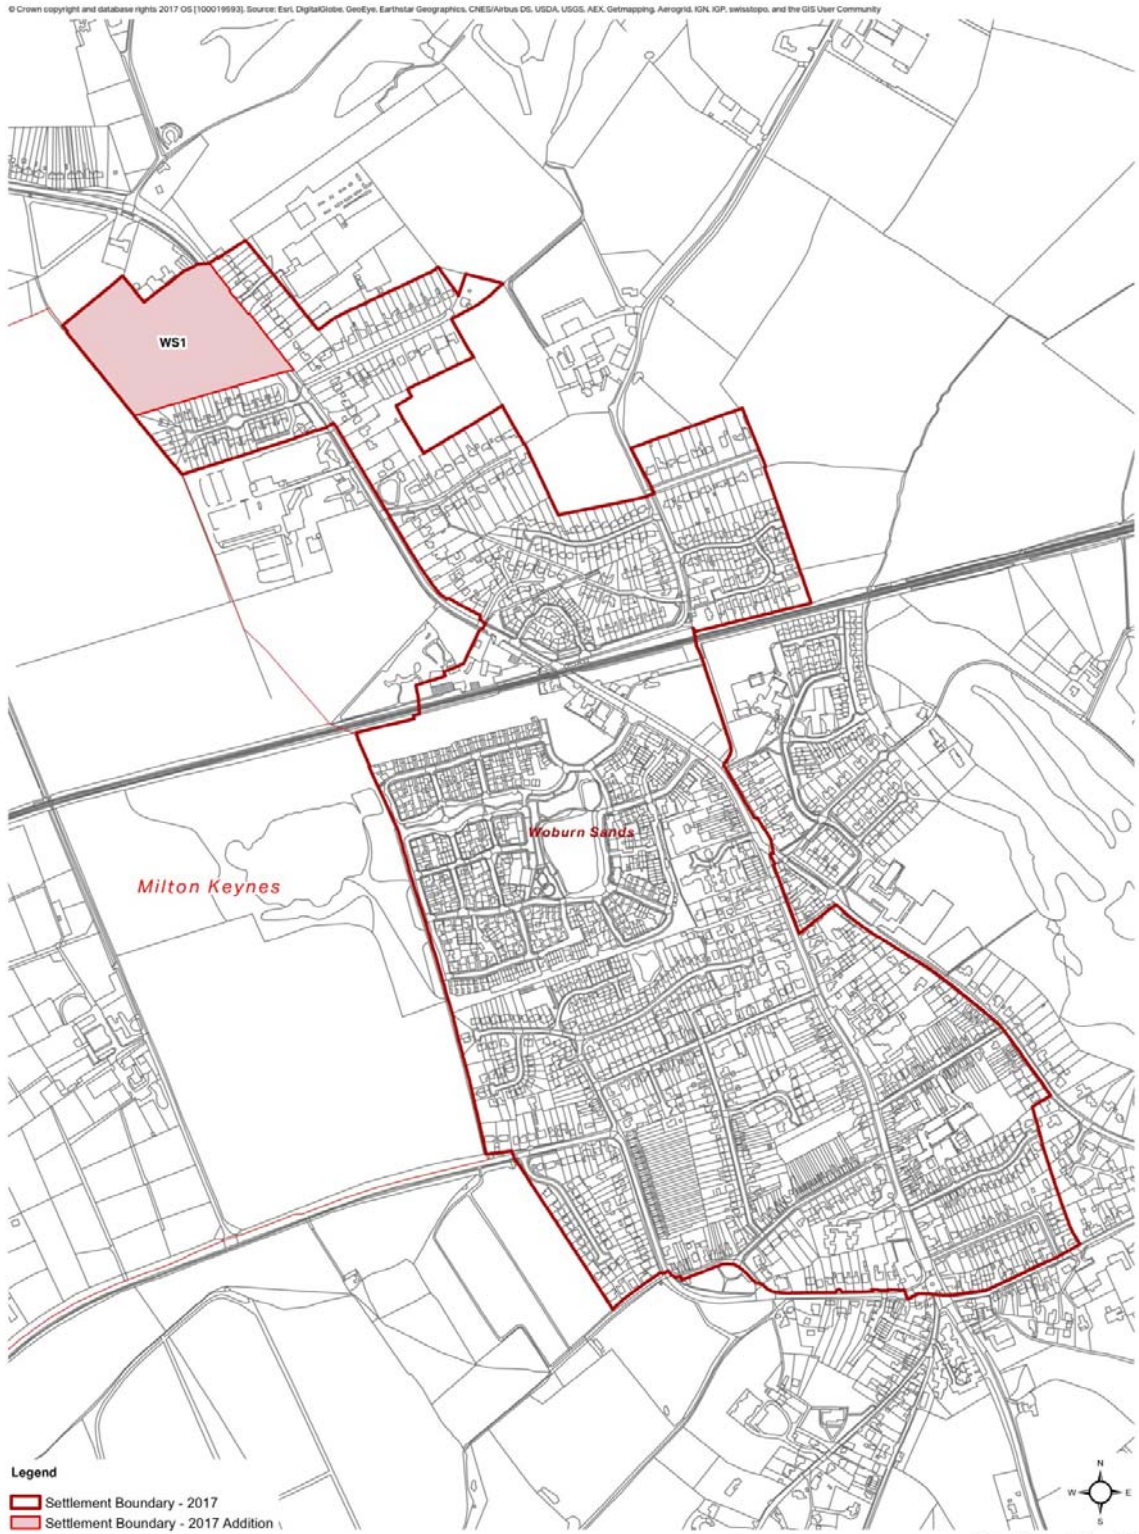 © Crown copyright and database rights 2017 OS [100019593]. Source: Esri, DigitalGlobe, GeoEye, Earthstar Geographics, CNES/Airbus DS, USDA, USGS, AEX, Getmapping, Aerogrid, IGN, IGP, swisstopo, and the GIS User Community
WS1
Woburn Sands
Milton Keynes
Legend
Settlement Boundary - 2017
Settlement Boundary - 2017 Addition
N
W E
S